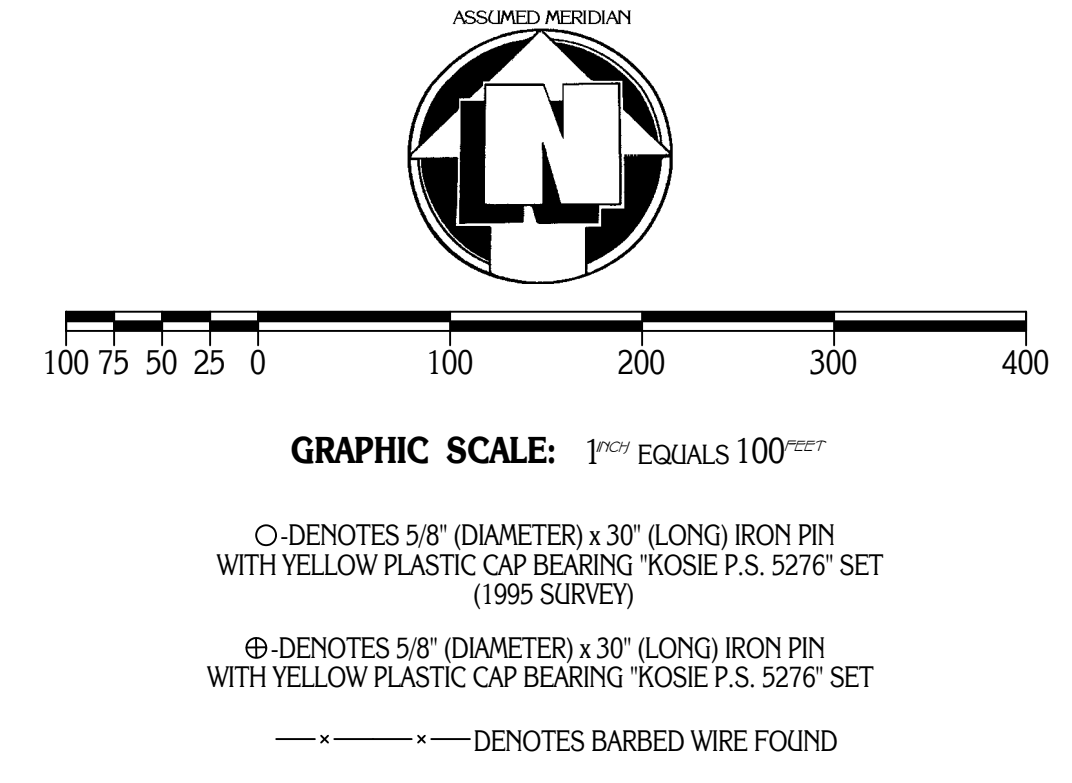 ASSUMED MERIDIAN
N
100 75 50 25 0 100 200 300 400
GRAPHIC SCALE: 1INCH EQUALS 100FEET
○-DENOTES 5/8" (DIAMETER) x 30" (LONG) IRON PIN
WITH YELLOW PLASTIC CAP BEARING "KOSIE P.S. 5276" SET
(1995 SURVEY)
⊕-DENOTES 5/8" (DIAMETER) x 30" (LONG) IRON PIN
WITH YELLOW PLASTIC CAP BEARING "KOSIE P.S. 5276" SET
—x——x—DENOTES BARBED WIRE FOUND